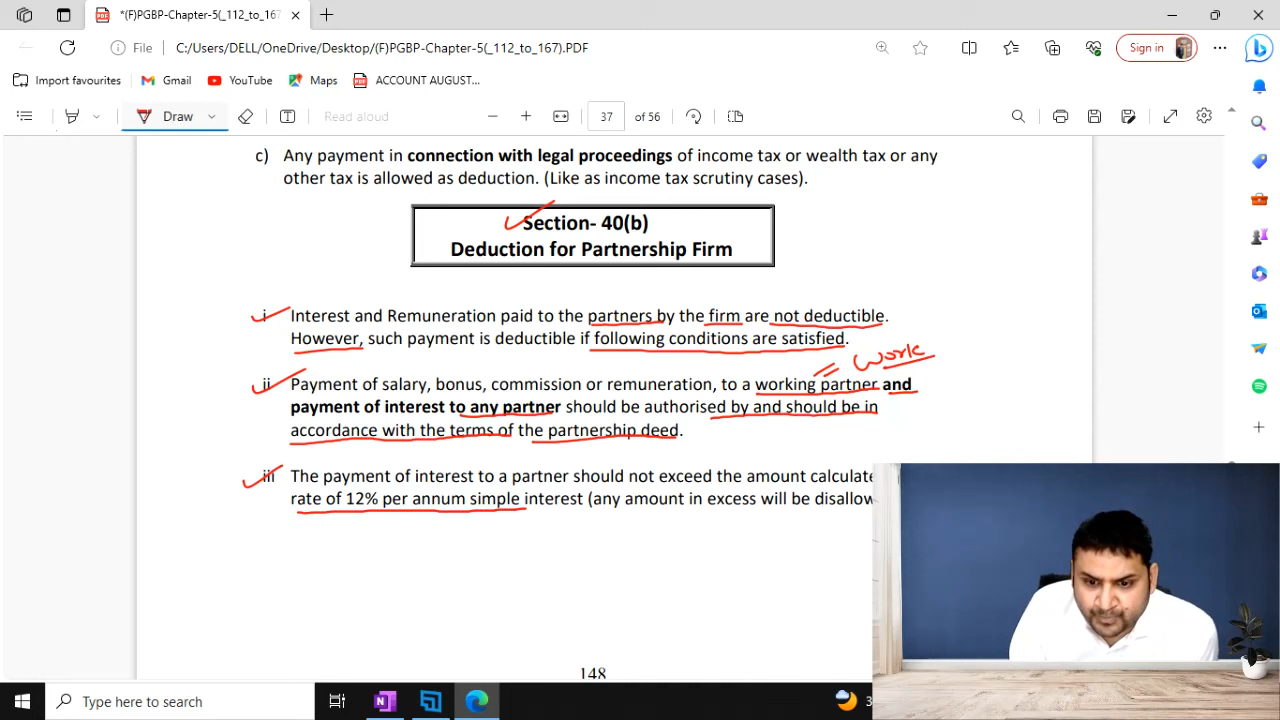 *(F)PGBP-Chapter-5(_112_to_167
File
C:/Users/DELL/OneDrive/Desktop/(F)PGBP-Chapter-5(_112_to_167).PDF
Sign in
Import favourites
Gmail
YouTube
Maps
ACCOUNT AUGUST...
Draw
Read aloud
37
of 56
c) Any payment in connection with legal proceedings of income tax or wealth tax or any
other tax is allowed as deduction. (Like as income tax scrutiny cases).
Section- 40(b)
Deduction for Partnership Firm
i Interest and Remuneration paid to the partners by the firm are not deductible.
However, such payment is deductible if following conditions are satisfied.
Work
ii Payment of salary, bonus, commission or remuneration, to a working partner and
payment of interest to any partner should be authorised by and should be in
accordance with the terms of the partnership deed.
iii The payment of interest to a partner should not exceed the amount calculate
rate of 12% per annum simple interest (any amount in excess will be disallow
148
Type here to search
3